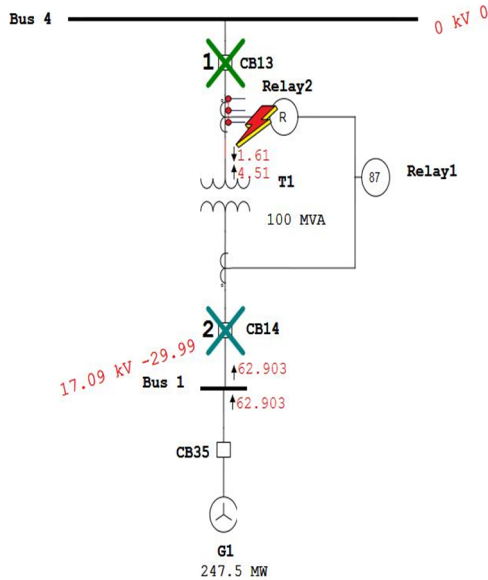 Bus 4
0 kV 0
1
CB13
Relay2
R
1.61
4.51
T1
87
Relay1
100 MVA
2
CB14
17.09 kV -29.99
62.903
Bus 1
62.903
CB35
G1
247.5 MW